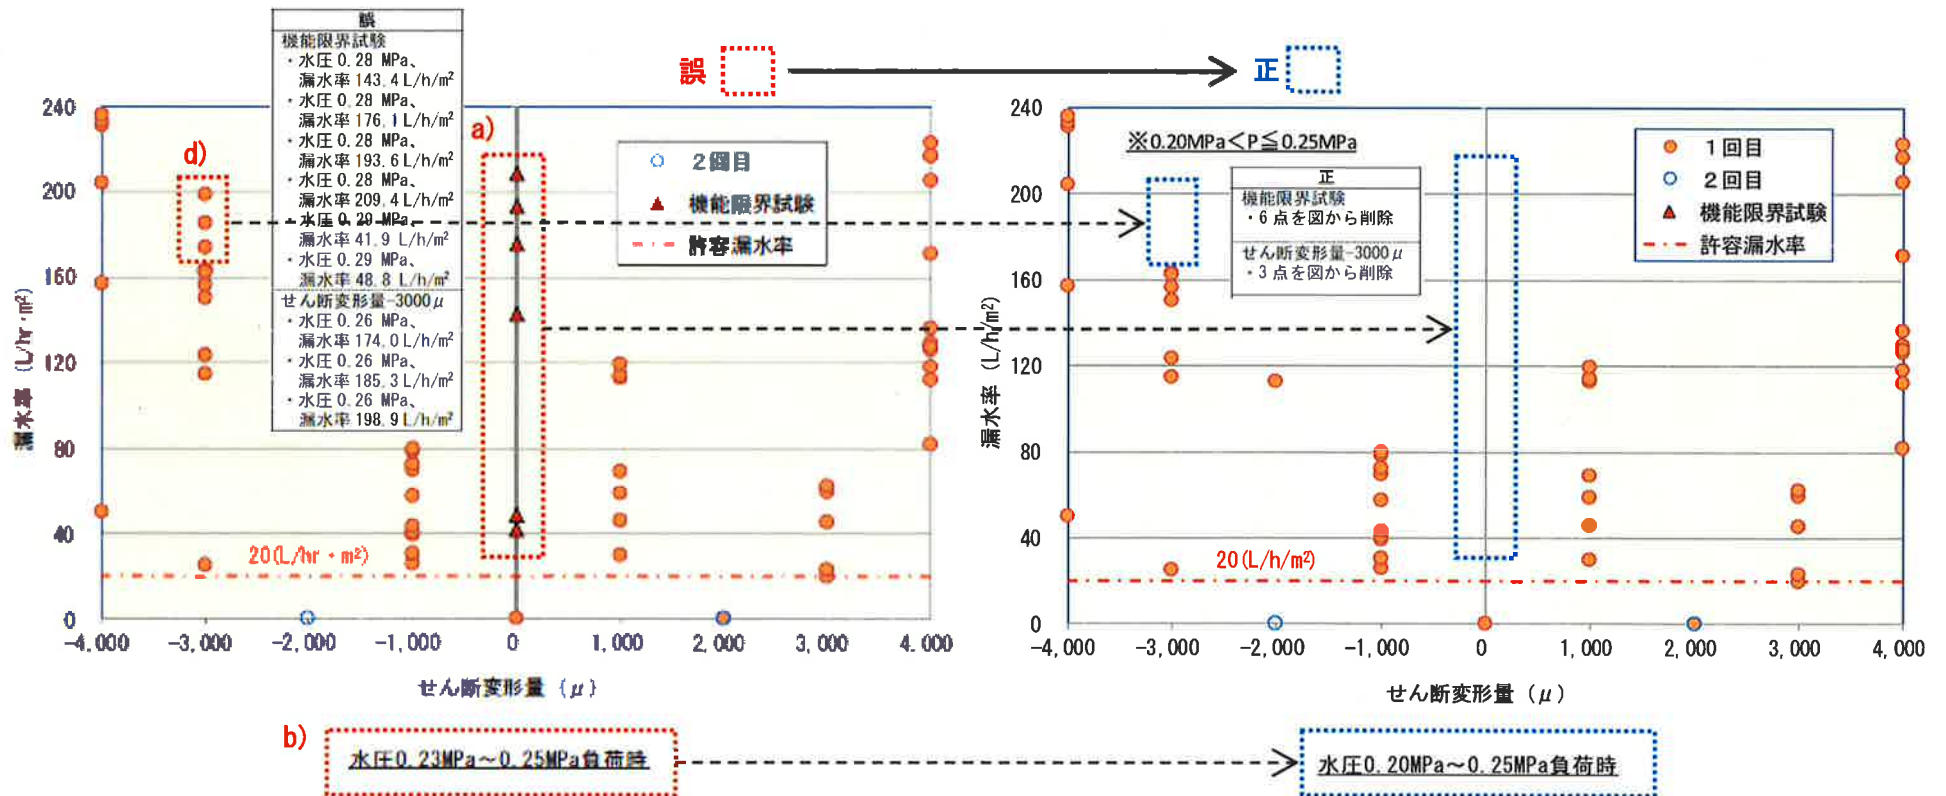 誤
機能限界試験
・水圧 0.28 MPa、
漏水率 143.4 L/h/m²
・水圧 0.28 MPa、
漏水率 176.1 L/h/m²
・水圧 0.28 MPa、
漏水率 193.6 L/h/m²
・水圧 0.28 MPa、
漏水率 209.4 L/h/m²
・水圧 0.29 MPa、
漏水率 41.9 L/h/m²
・水圧 0.29 MPa、
漏水率 48.8 L/h/m²
せん断変形量-3000μ
・水圧 0.26 MPa、
漏水率 174.0 L/h/m²
・水圧 0.26 MPa、
漏水率 185.3 L/h/m²
・水圧 0.26 MPa、
漏水率 198.9 L/h/m²
誤
正
a)
d)
2回目
機能限界試験
許容漏水率
240
200
160
120
80
40
0
漏水率 (L/hr・m²)
20(L/hr・m²)
-4,000 -3,000 -2,000 -1,000 0 1,000 2,000 3,000 4,000
せん断変形量 (μ)
※0.20MPa<P≦0.25MPa
正
機能限界試験
・6点を図から削除
せん断変形量-3000μ
・3点を図から削除
1回目
2回目
機能限界試験
許容漏水率
240
200
160
120
80
40
0
漏水率 (L/h/m²)
20(L/h/m²)
-4,000 -3,000 -2,000 -1,000 0 1,000 2,000 3,000 4,000
せん断変形量 (μ)
b)
水圧0.23MPa～0.25MPa負荷時
水圧0.20MPa～0.25MPa負荷時